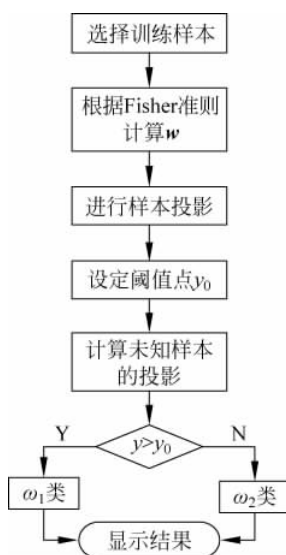 选择训练样本
根据Fisher准则
计算w
进行样本投影
设定阈值点y₀
计算未知样本
的投影
Y
y>y₀
N
ω₁类
ω₂类
显示结果